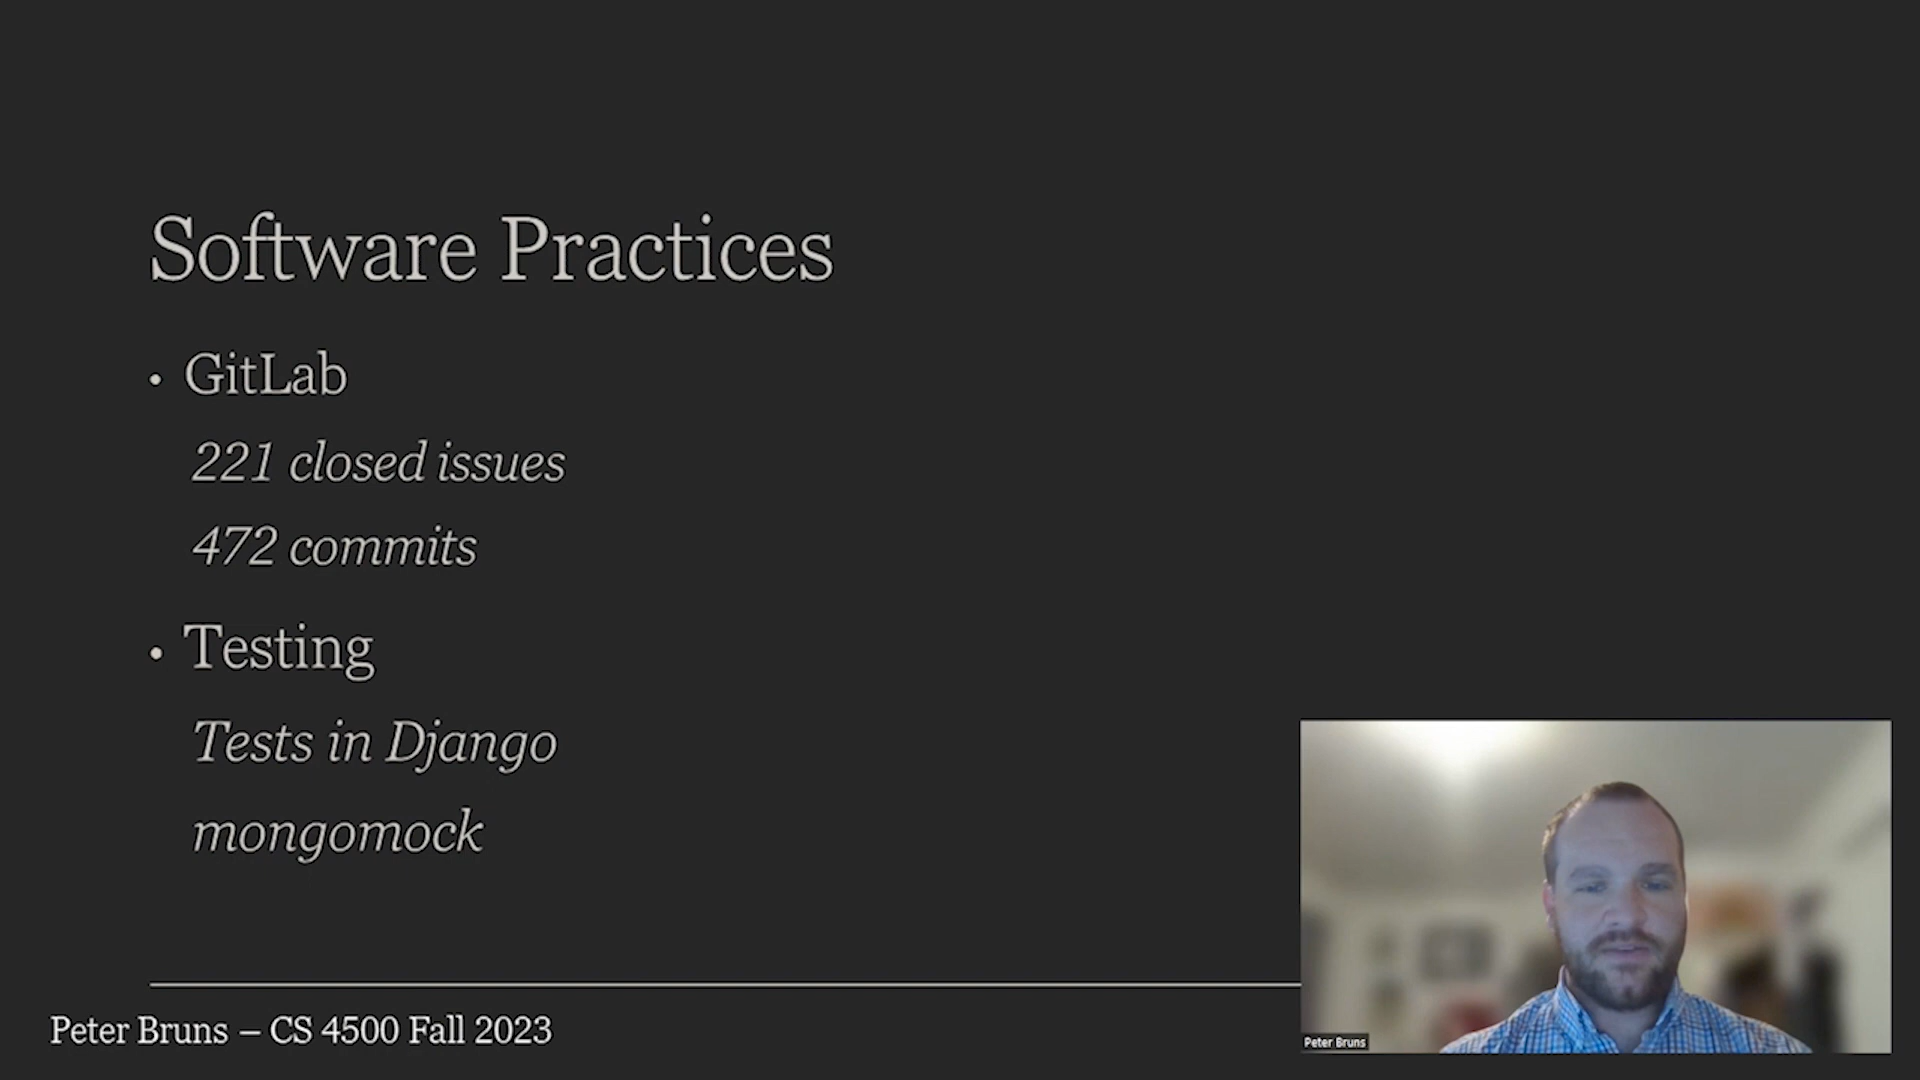 Software Practices
• GitLab
221 closed issues
472 commits
• Testing
Tests in Django
mongomock
Peter Bruns – CS 4500 Fall 2023
Peter Bruns